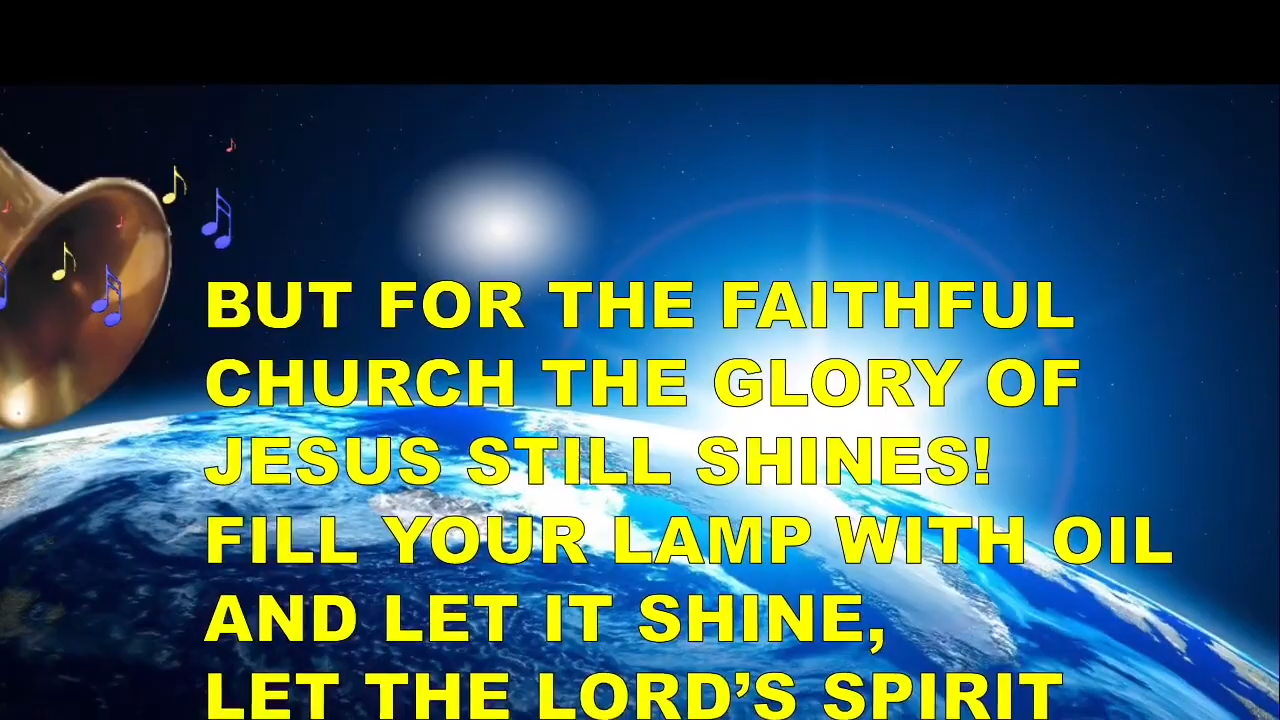 BUT FOR THE FAITHFUL
CHURCH THE GLORY OF
JESUS STILL SHINES!
FILL YOUR LAMP WITH OIL
AND LET IT SHINE,
LET THE LORD’S SPIRIT